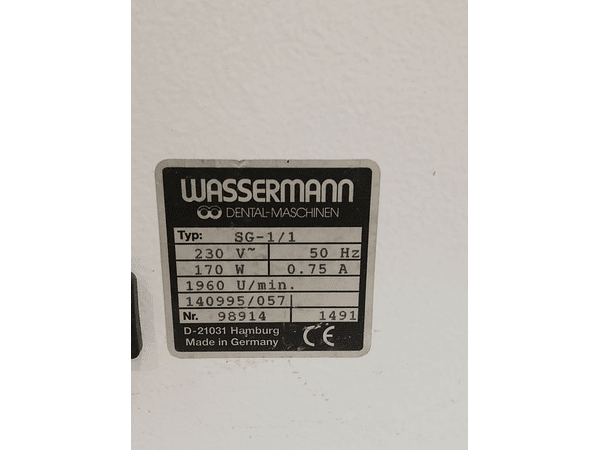 WASSERMANN
DENTAL-MASCHINEN
Typ: SG-1/1
230 V~ 50 Hz
170 W 0.75 A
1960 U/min.
140995/057
Nr. 98914 1491
D-21031 Hamburg
Made in Germany CE